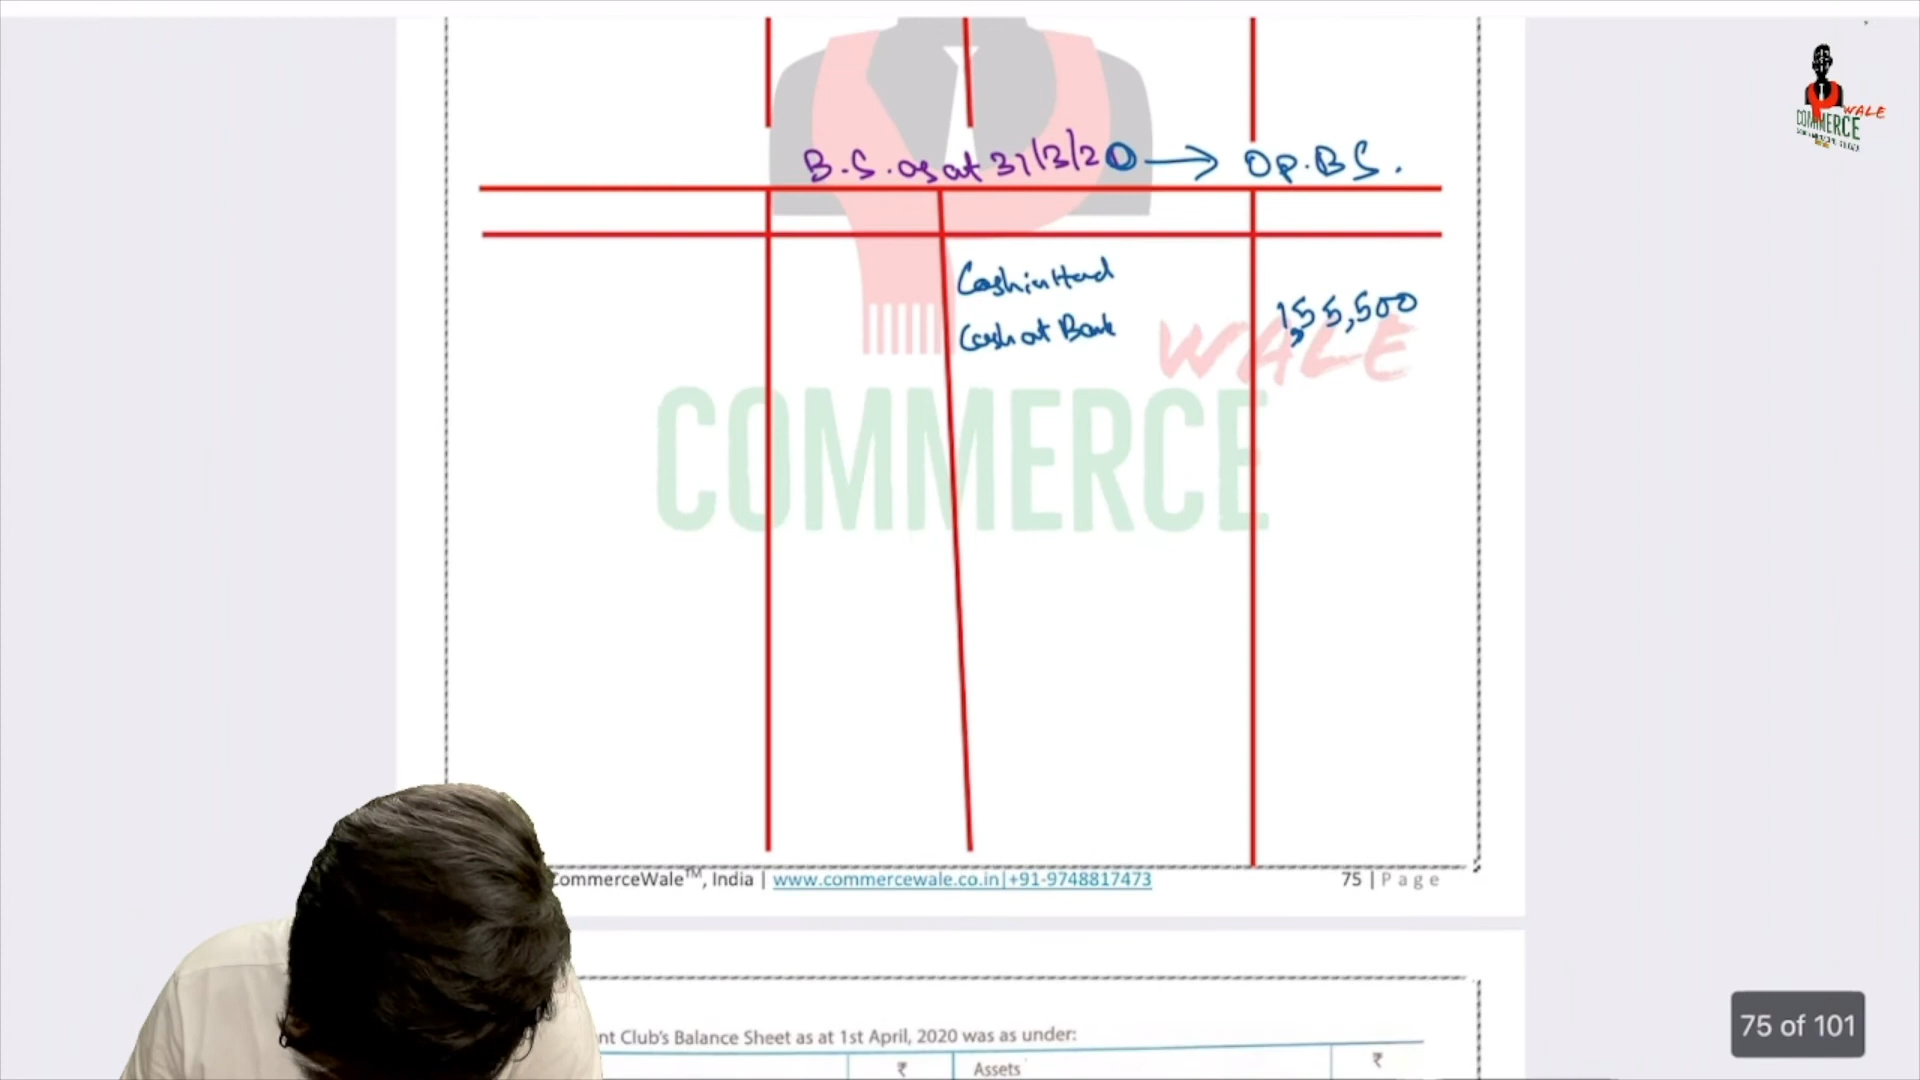 WALE
COMMERCE
B.S. as at 31/3/20 → Op. B S.
Cash in Hand
Cash at Bank 1,55,500
WALE
COMMERCE
CommerceWale™, India | www.commercewale.co.in|+91-9748817473
75 | Page
nt Club's Balance Sheet as at 1st April, 2020 was as under:
₹ Assets ₹
75 of 101